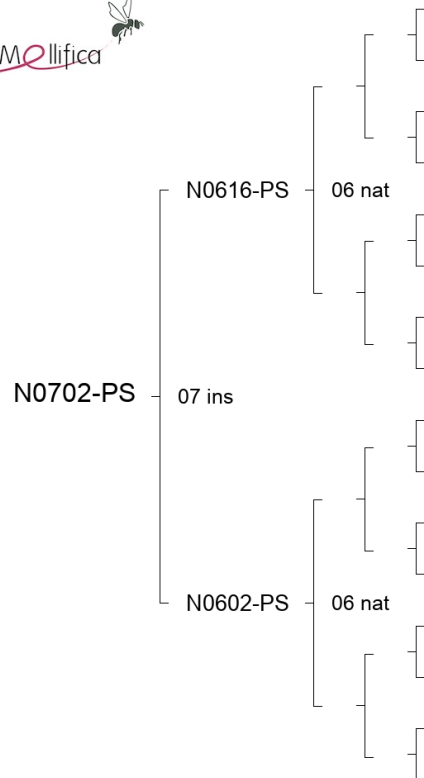 Mellifica
N0616-PS
06 nat
N0702-PS
07 ins
N0602-PS
06 nat